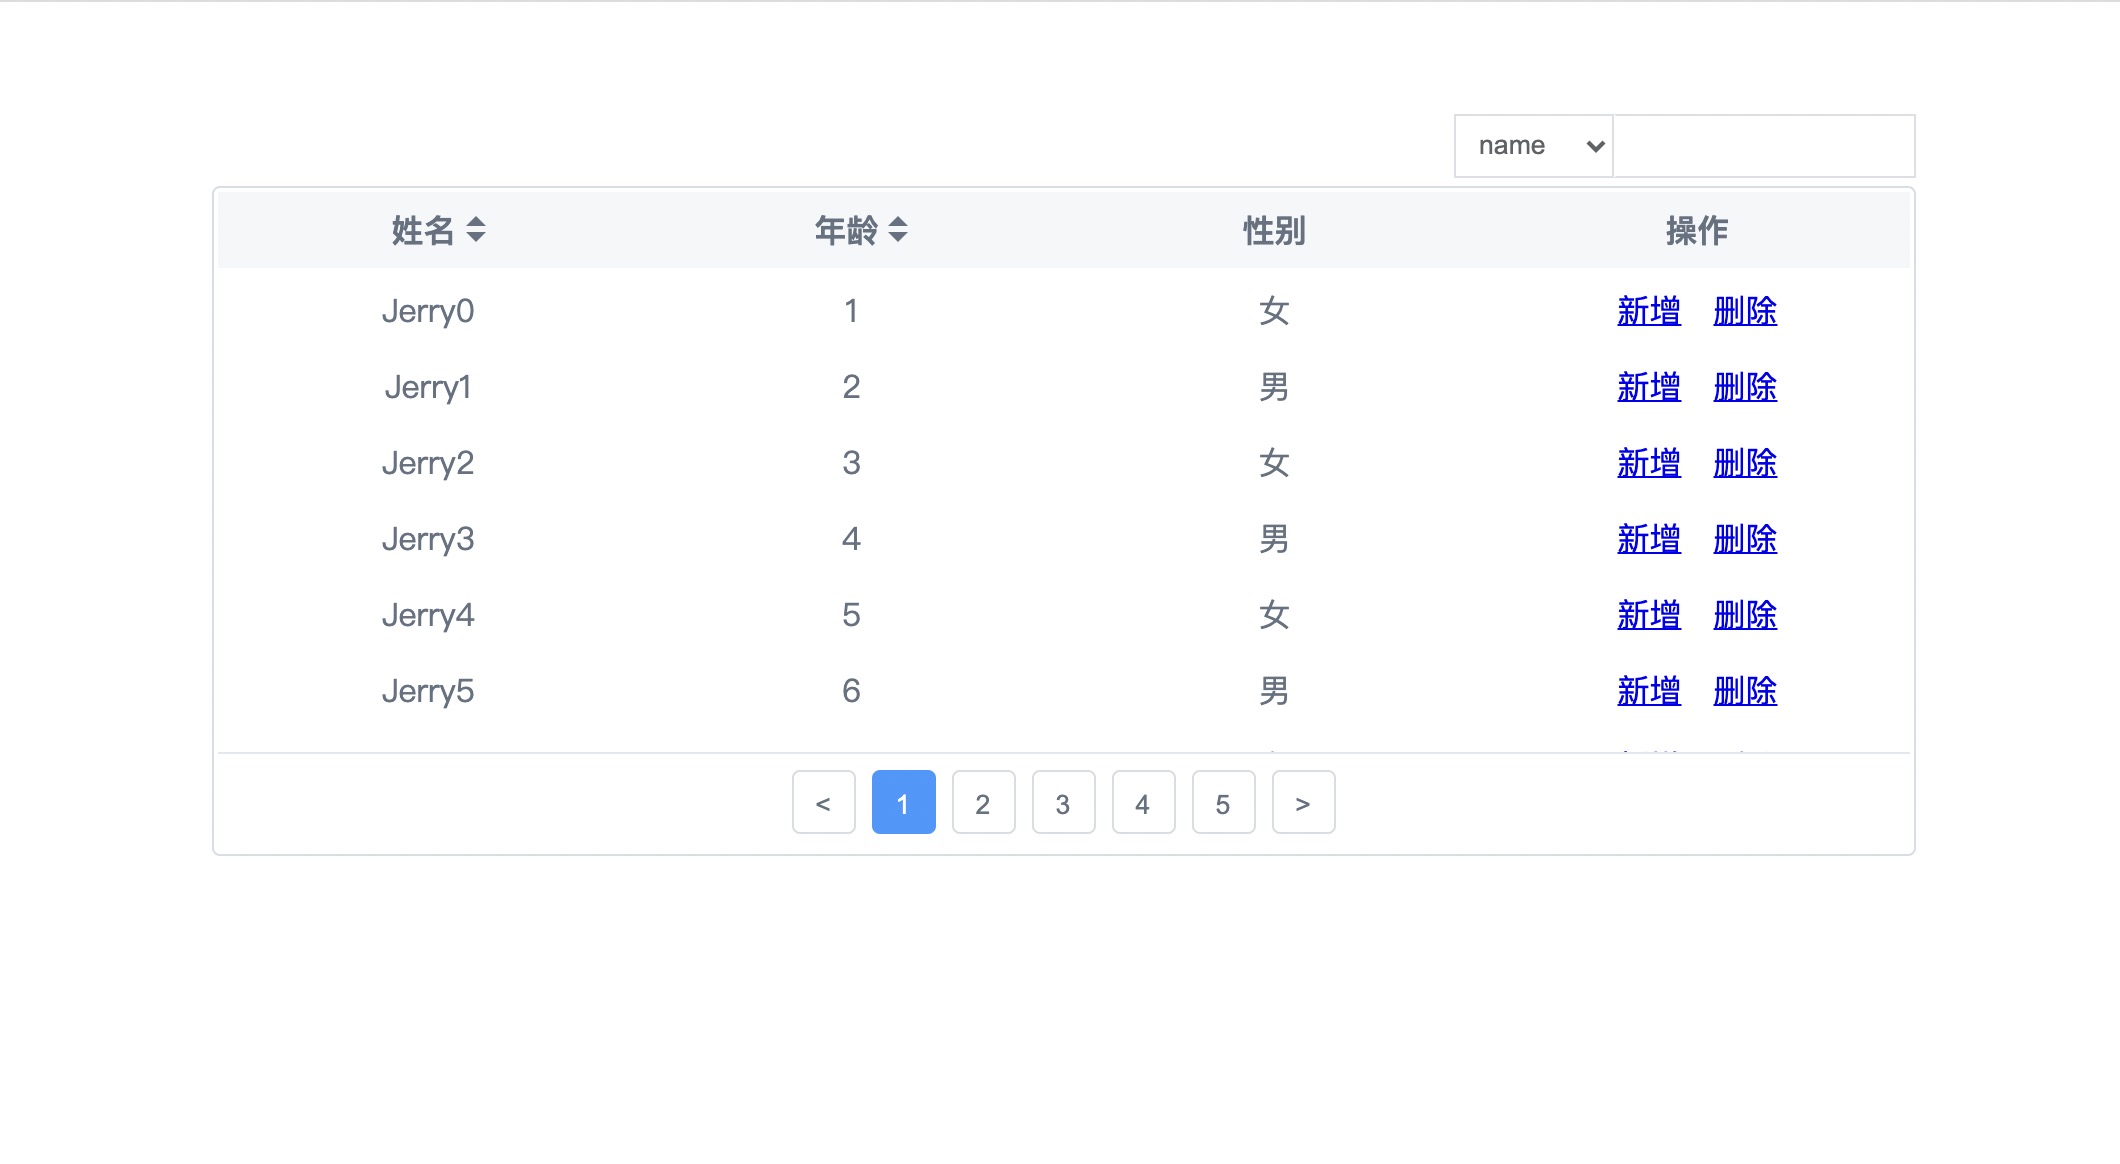 name
姓名 年龄 性别 操作
Jerry0 1 女 新增 删除
Jerry1 2 男 新增 删除
Jerry2 3 女 新增 删除
Jerry3 4 男 新增 删除
Jerry4 5 女 新增 删除
Jerry5 6 男 新增 删除
< 1 2 3 4 5 >